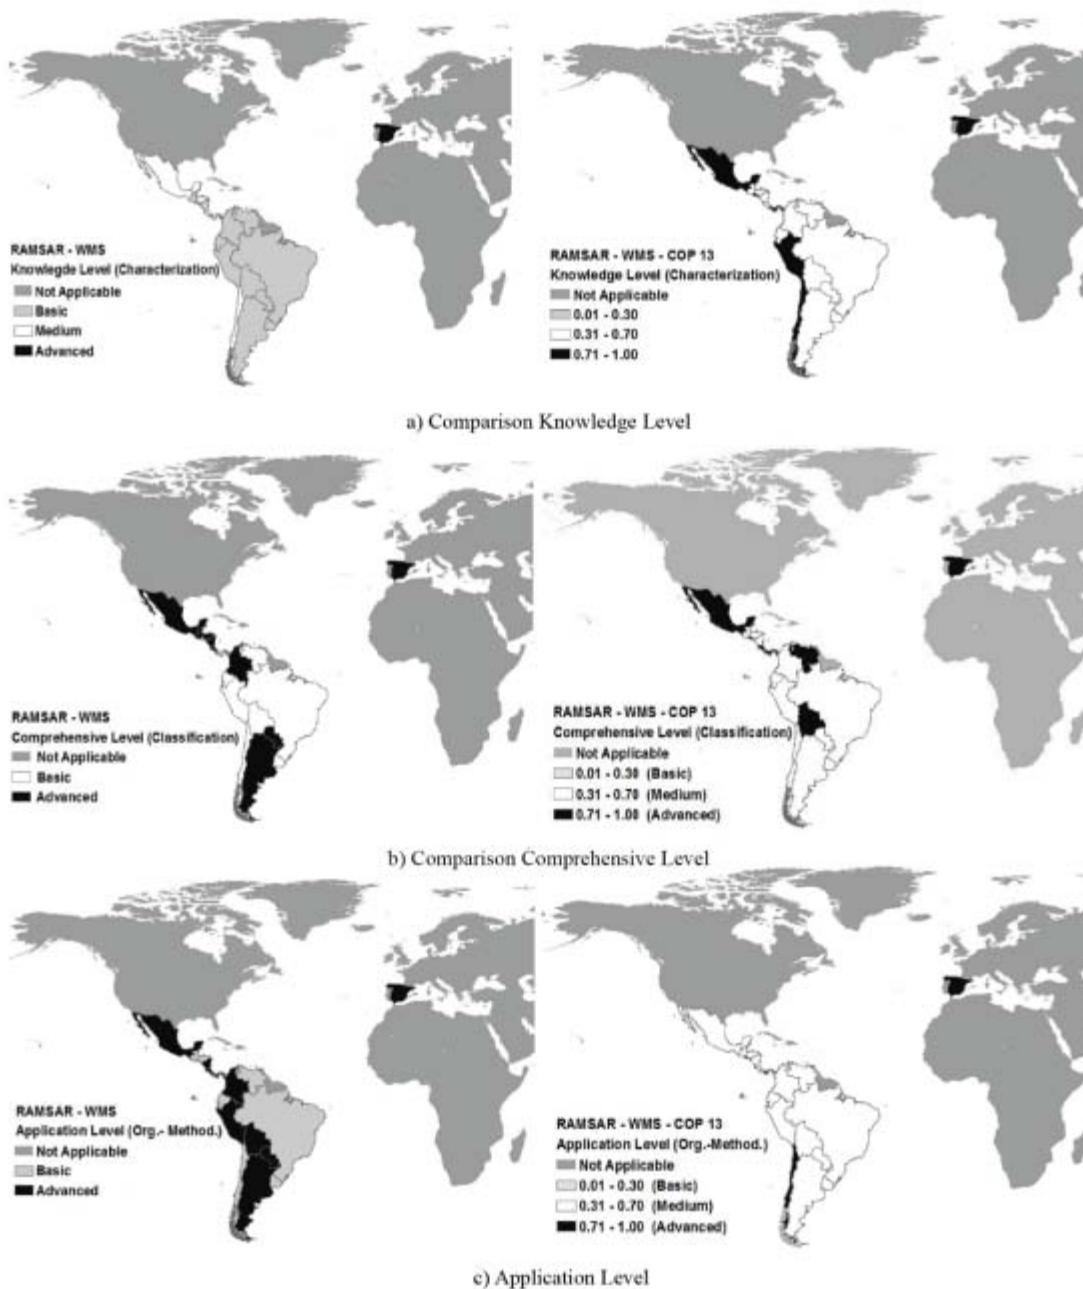 RAMSAR - WMS
Knowlegde Level (Characterization)
Not Applicable
Basic
Medium
Advanced
RAMSAR - WMS - COP 13
Knowledge Level (Characterization)
Not Applicable
0.01 - 0.30
0.31 - 0.70
0.71 - 1.00
a) Comparison Knowledge Level
RAMSAR - WMS
Comprehensive Level (Classification)
Not Applicable
Basic
Advanced
RAMSAR - WMS - COP 13
Comprehensive Level (Classification)
Not Applicable
0.01 - 0.30 (Basic)
0.31 - 0.70 (Medium)
0.71 - 1.00 (Advanced)
b) Comparison Comprehensive Level
RAMSAR - WMS
Application Level (Org.- Method.)
Not Applicable
Basic
Advanced
RAMSAR - WMS - COP 13
Application Level (Org.-Method.)
Not Applicable
0.01 - 0.30 (Basic)
0.31 - 0.70 (Medium)
0.71 - 1.00 (Advanced)
c) Application Level